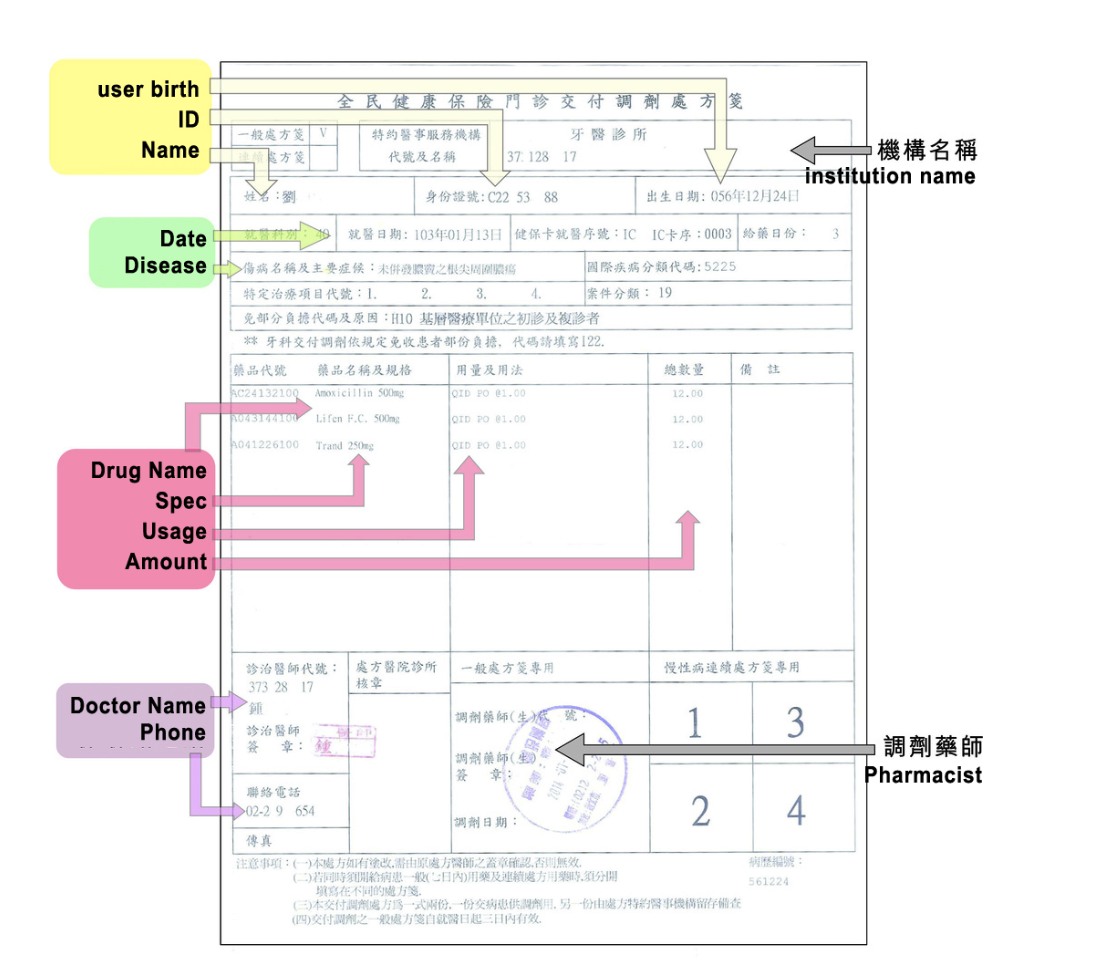 user birth
ID
Name
Date
Disease
Drug Name
Spec
Usage
Amount
Doctor Name
Phone
機構名稱
institution name
調劑藥師
Pharmacist
全民健康保險門診交付調劑處方箋
一般處方箋 V
連續處方箋
特約醫事服務機構 牙醫診所
代號及名稱 37 128 17
姓名:劉
身份證號:C22 53 88
出生日期:056年12月24日
就醫科別: 40
就醫日期:103年01月13日
健保卡就醫序號:IC IC卡序:0003
給藥日份: 3
傷病名稱及主要症候:未併發膿竇之根尖周圍膿瘍
國際疾病分類代碼:5225
特定治療項目代號:1. 2. 3. 4.
案件分類: 19
免部分負擔代碼及原因:H10 基層醫療單位之初診及複診者
** 牙科交付調劑依規定免收患者部份負擔, 代碼請填寫122.
藥品代號 藥品名稱及規格 用量及用法 總數量 備 註
AC24132100 Amoxicillin 500mg QID PO @1.00 12.00
A043144100 Lifen F.C. 500mg QID PO @1.00 12.00
A041226100 Trand 250mg QID PO @1.00 12.00
診治醫師代號:
373 28 17
鍾
診治醫師
簽 章: 鍾
聯絡電話
02-2 9 654
傳真
處方醫院診所
核章
一般處方箋專用
調劑藥師(生)代 號:
調劑藥師(生)
簽 章:
調劑日期:
慢性病連續處方箋專用
1 3
2 4
注意事項:(一)本處方如有塗改,需由原處方醫師之蓋章確認,否則無效.
(二)若同時須開給病患一般(七日內)用藥及連續處方用藥時,須分開
填寫在不同的處方箋.
(三)本交付調劑處方為一式兩份,一份交病患供調劑用, 另一份由處方特約醫事機構留存備查
(四)交付調劑之一般處方箋自就醫日起三日內有效.
病歷編號:
561224